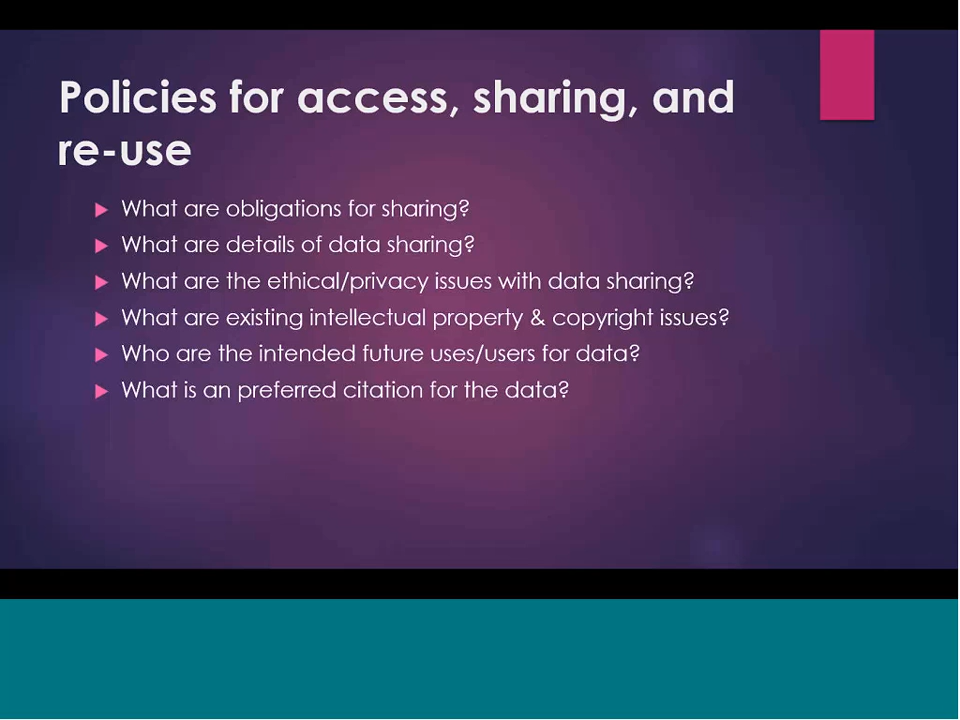 Policies for access, sharing, and
re-use
What are obligations for sharing?
What are details of data sharing?
What are the ethical/privacy issues with data sharing?
What are existing intellectual property & copyright issues?
Who are the intended future uses/users for data?
What is an preferred citation for the data?